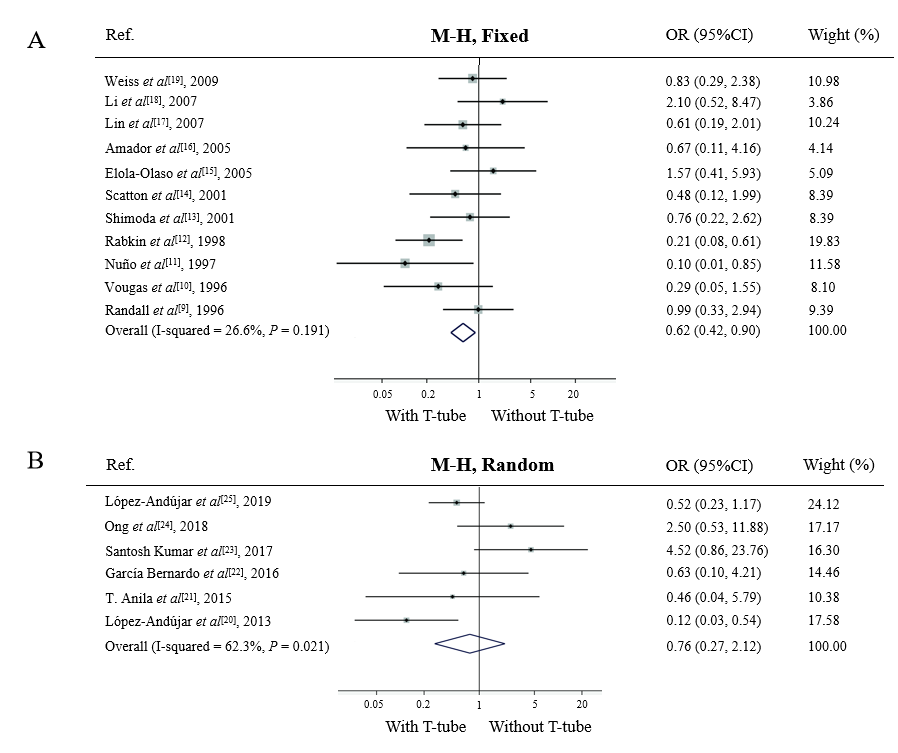 A
Ref. M-H, Fixed OR (95%CI) Wight (%)
Weiss et al[19], 2009 0.83 (0.29, 2.38) 10.98
Li et al[18], 2007 2.10 (0.52, 8.47) 3.86
Lin et al[17], 2007 0.61 (0.19, 2.01) 10.24
Amador et al[16], 2005 0.67 (0.11, 4.16) 4.14
Elola-Olaso et al[15], 2005 1.57 (0.41, 5.93) 5.09
Scatton et al[14], 2001 0.48 (0.12, 1.99) 8.39
Shimoda et al[13], 2001 0.76 (0.22, 2.62) 8.39
Rabkin et al[12], 1998 0.21 (0.08, 0.61) 19.83
Nuño et al[11], 1997 0.10 (0.01, 0.85) 11.58
Vougas et al[10], 1996 0.29 (0.05, 1.55) 8.10
Randall et al[9], 1996 0.99 (0.33, 2.94) 9.39
Overall (I-squared = 26.6%, P = 0.191) 0.62 (0.42, 0.90) 100.00
0.05 0.2 1 5 20
With T-tube Without T-tube
B
Ref. M-H, Random OR (95%CI) Wight (%)
López-Andújar et al[25], 2019 0.52 (0.23, 1.17) 24.12
Ong et al[24], 2018 2.50 (0.53, 11.88) 17.17
Santosh Kumar et al[23], 2017 4.52 (0.86, 23.76) 16.30
García Bernardo et al[22], 2016 0.63 (0.10, 4.21) 14.46
T. Anila et al[21], 2015 0.46 (0.04, 5.79) 10.38
López-Andújar et al[20], 2013 0.12 (0.03, 0.54) 17.58
Overall (I-squared = 62.3%, P = 0.021) 0.76 (0.27, 2.12) 100.00
0.05 0.2 1 5 20
With T-tube Without T-tube